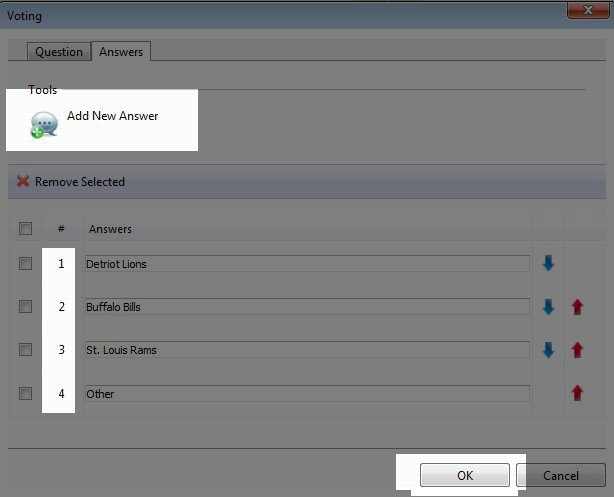 Voting
Question Answers
Tools
Add New Answer
Remove Selected
# Answers
1 Detriot Lions
2 Buffalo Bills
3 St. Louis Rams
4 Other
OK Cancel